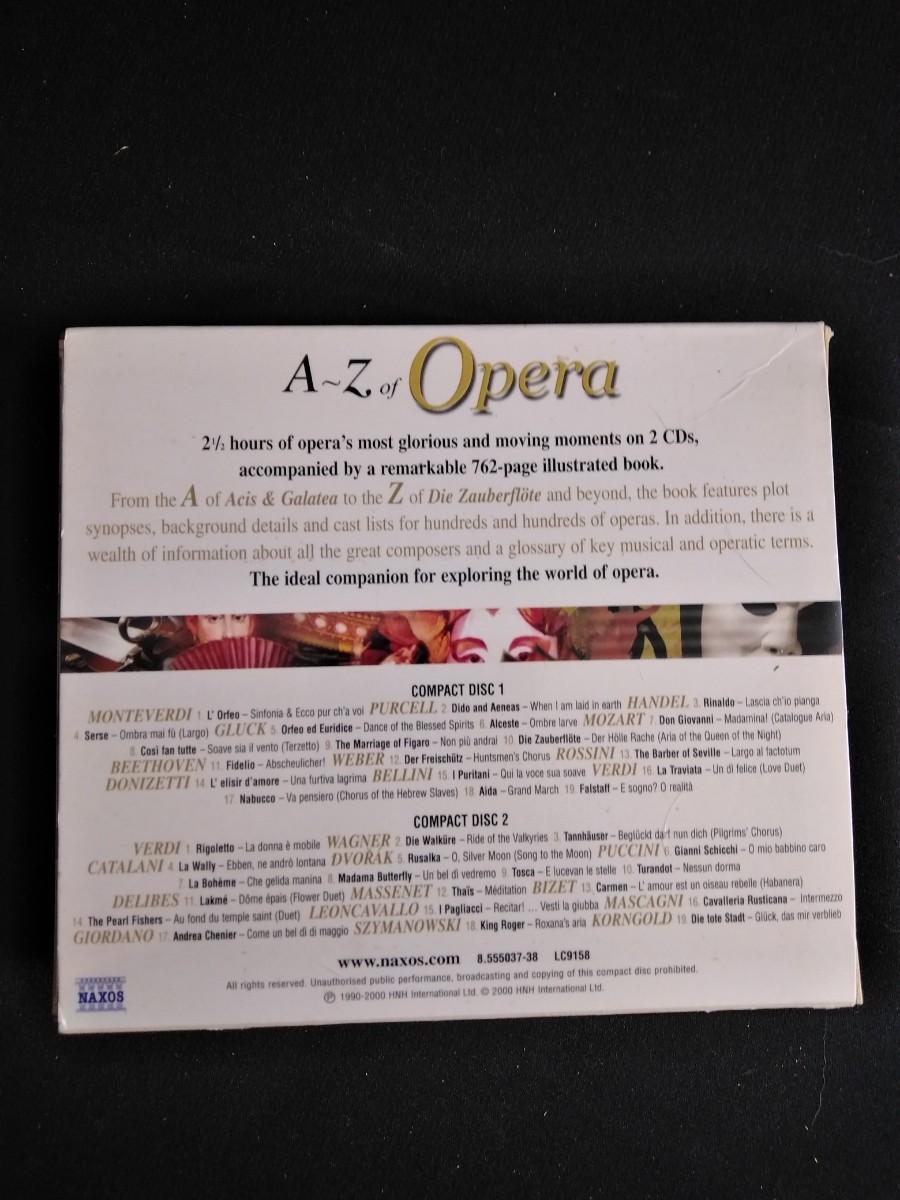 A~Z of Opera
2½ hours of opera's most glorious and moving moments on 2 CDs,
accompanied by a remarkable 762-page illustrated book.
From the A of Acis & Galatea to the Z of Die Zauberflöte and beyond, the book features plot
synopses, background details and cast lists for hundreds and hundreds of operas. In addition, there is a
wealth of information about all the great composers and a glossary of key musical and operatic terms.
The ideal companion for exploring the world of opera.
COMPACT DISC 1
MONTEVERDI 1. L' Orfeo – Sinfonia & Ecco pur ch'a voi PURCELL 2. Dido and Aeneas – When I am laid in earth HANDEL 3. Rinaldo – Lascia ch'io pianga
4. Serse – Ombra mai fù (Largo) GLUCK 5. Orfeo ed Euridice – Dance of the Blessed Spirits 6. Alceste – Ombre larve MOZART 7. Don Giovanni – Madamina! (Catalogue Aria)
8. Così fan tutte – Soave sia il vento (Terzetto) 9. The Marriage of Figaro – Non più andrai 10. Die Zauberflöte – Der Hölle Rache (Aria of the Queen of the Night)
BEETHOVEN 11. Fidelio – Abscheulicher! WEBER 12. Der Freischütz – Huntsmen's Chorus ROSSINI 13. The Barber of Seville – Largo al factotum
DONIZETTI 14. L' elisir d'amore – Una furtiva lagrima BELLINI 15. I Puritani – Qui la voce sua soave VERDI 16. La Traviata – Un dì felice (Love Duet)
17. Nabucco – Va pensiero (Chorus of the Hebrew Slaves) 18. Aida – Grand March 19. Falstaff – E sogno? O realità
COMPACT DISC 2
VERDI 1. Rigoletto – La donna è mobile WAGNER 2. Die Walküre – Ride of the Valkyries 3. Tannhäuser – Beglückt darf nun dich (Pilgrims' Chorus)
CATALANI 4. La Wally – Ebben, ne andrò lontana DVOŘÁK 5. Rusalka – O, Silver Moon (Song to the Moon) PUCCINI 6. Gianni Schicchi – O mio babbino caro
7. La Bohème – Che gelida manina 8. Madama Butterfly – Un bel dì vedremo 9. Tosca – E lucevan le stelle 10. Turandot – Nessun dorma
DELIBES 11. Lakmé – Dôme épais (Flower Duet) MASSENET 12. Thaïs – Méditation BIZET 13. Carmen – L' amour est un oiseau rebelle (Habanera)
14. The Pearl Fishers – Au fond du temple saint (Duet) LEONCAVALLO 15. I Pagliacci – Recitar! ... Vesti la giubba MASCAGNI 16. Cavalleria Rusticana – Intermezzo
GIORDANO 17. Andrea Chenier – Come un bel dì di maggio SZYMANOWSKI 18. King Roger – Roxana's aria KORNGOLD 19. Die tote Stadt – Glück, das mir verblieb
www.naxos.com 8.555037-38 LC9158
All rights reserved. Unauthorised public performance, broadcasting and copying of this compact disc prohibited.
℗ 1990-2000 HNH International Ltd. © 2000 HNH International Ltd.
NAXOS